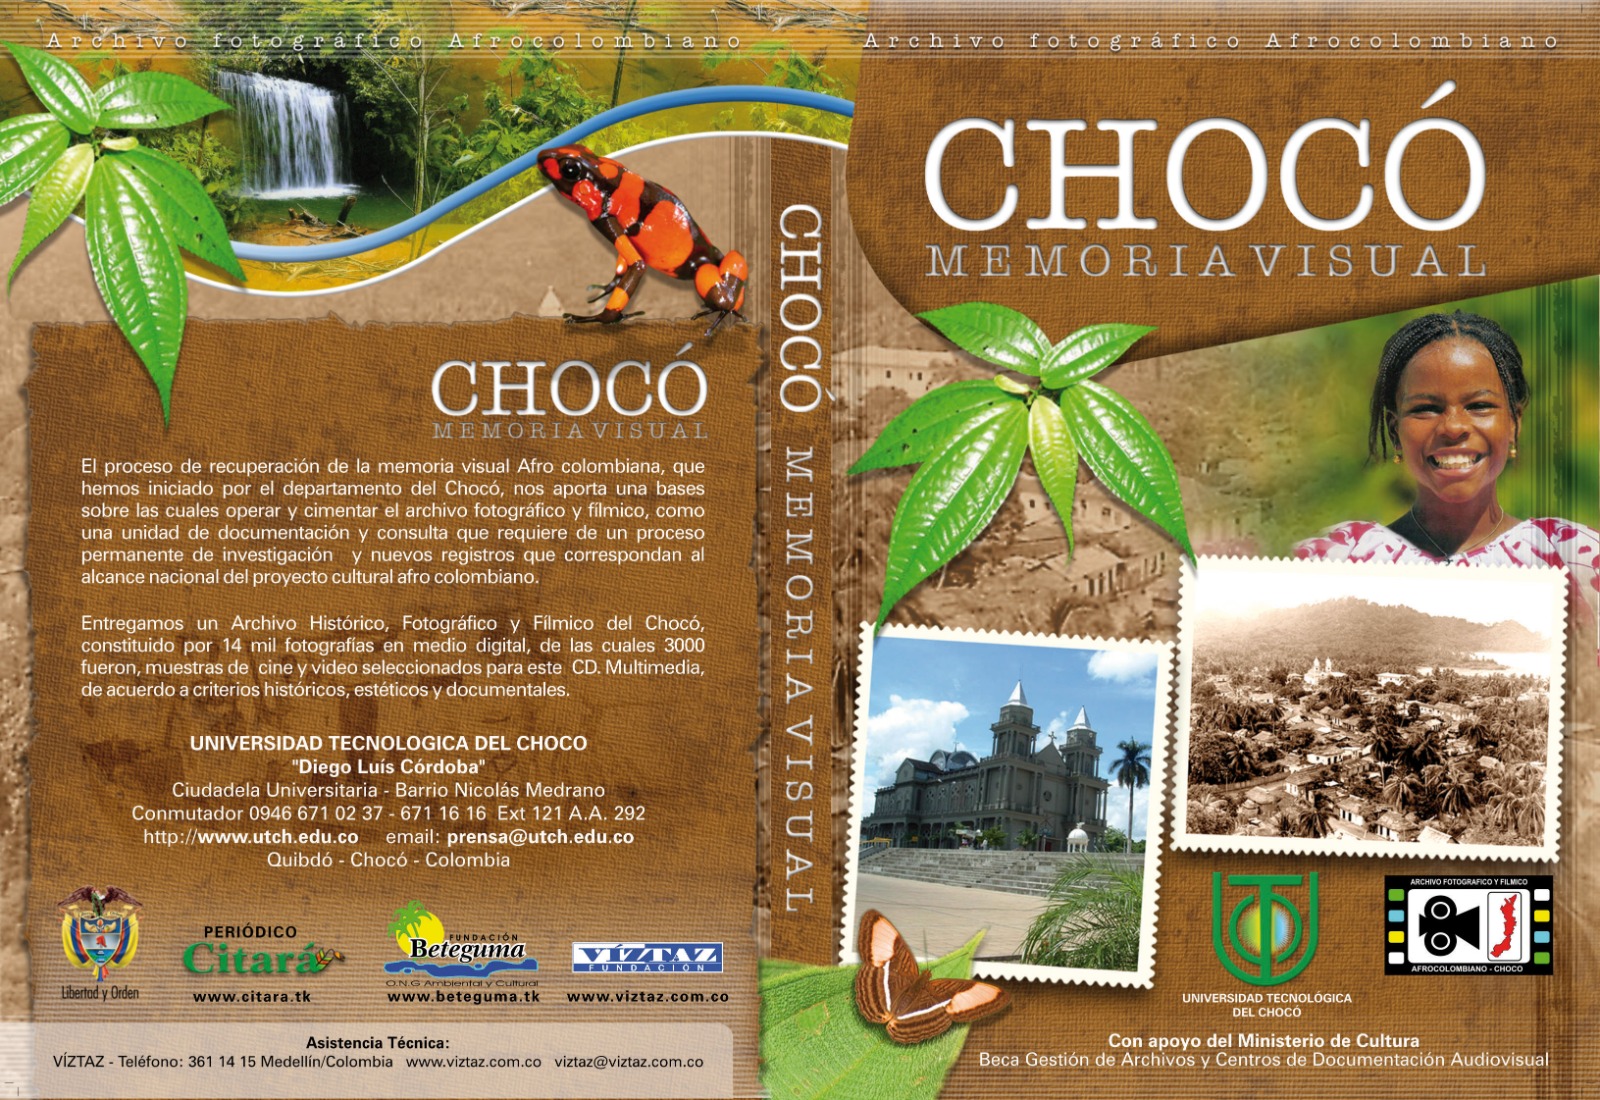 Archivo fotográfico Afrocolombiano
CHOCÓ
MEMORIA VISUAL
El proceso de recuperación de la memoria visual Afro colombiana, que
hemos iniciado por el departamento del Chocó, nos aporta una bases
sobre las cuales operar y cimentar el archivo fotográfico y fílmico, como
una unidad de documentación y consulta que requiere de un proceso
permanente de investigación y nuevos registros que correspondan al
alcance nacional del proyecto cultural afro colombiano.
Entregamos un Archivo Histórico, Fotográfico y Fílmico del Chocó,
constituido por 14 mil fotografías en medio digital, de las cuales 3000
fueron, muestras de cine y video seleccionados para este CD. Multimedia,
de acuerdo a criterios históricos, estéticos y documentales.
UNIVERSIDAD TECNOLOGICA DEL CHOCO
"Diego Luís Córdoba"
Ciudadela Universitaria - Barrio Nicolás Medrano
Conmutador 0946 671 02 37 - 671 16 16 Ext 121 A.A. 292
http://www.utch.edu.co email: prensa@utch.edu.co
Quibdó - Chocó - Colombia
Libertad y Orden
PERIÓDICO
Citará
www.citara.tk
FUNDACIÓN
Beteguma
O.N.G Ambiental y Cultural
www.beteguma.tk
VÍZTAZ
FUNDACIÓN
www.viztaz.com.co
Asistencia Técnica:
VÍZTAZ - Teléfono: 361 14 15 Medellín/Colombia www.viztaz.com.co viztaz@viztaz.com.co
CHOCÓ MEMORIA VISUAL
Archivo fotográfico Afrocolombiano
CHOCÓ
MEMORIA VISUAL
UNIVERSIDAD TECNOLÓGICA
DEL CHOCÓ
ARCHIVO FOTOGRAFICO Y FILMICO
AFROCOLOMBIANO - CHOCO
Con apoyo del Ministerio de Cultura
Beca Gestión de Archivos y Centros de Documentación Audiovisual